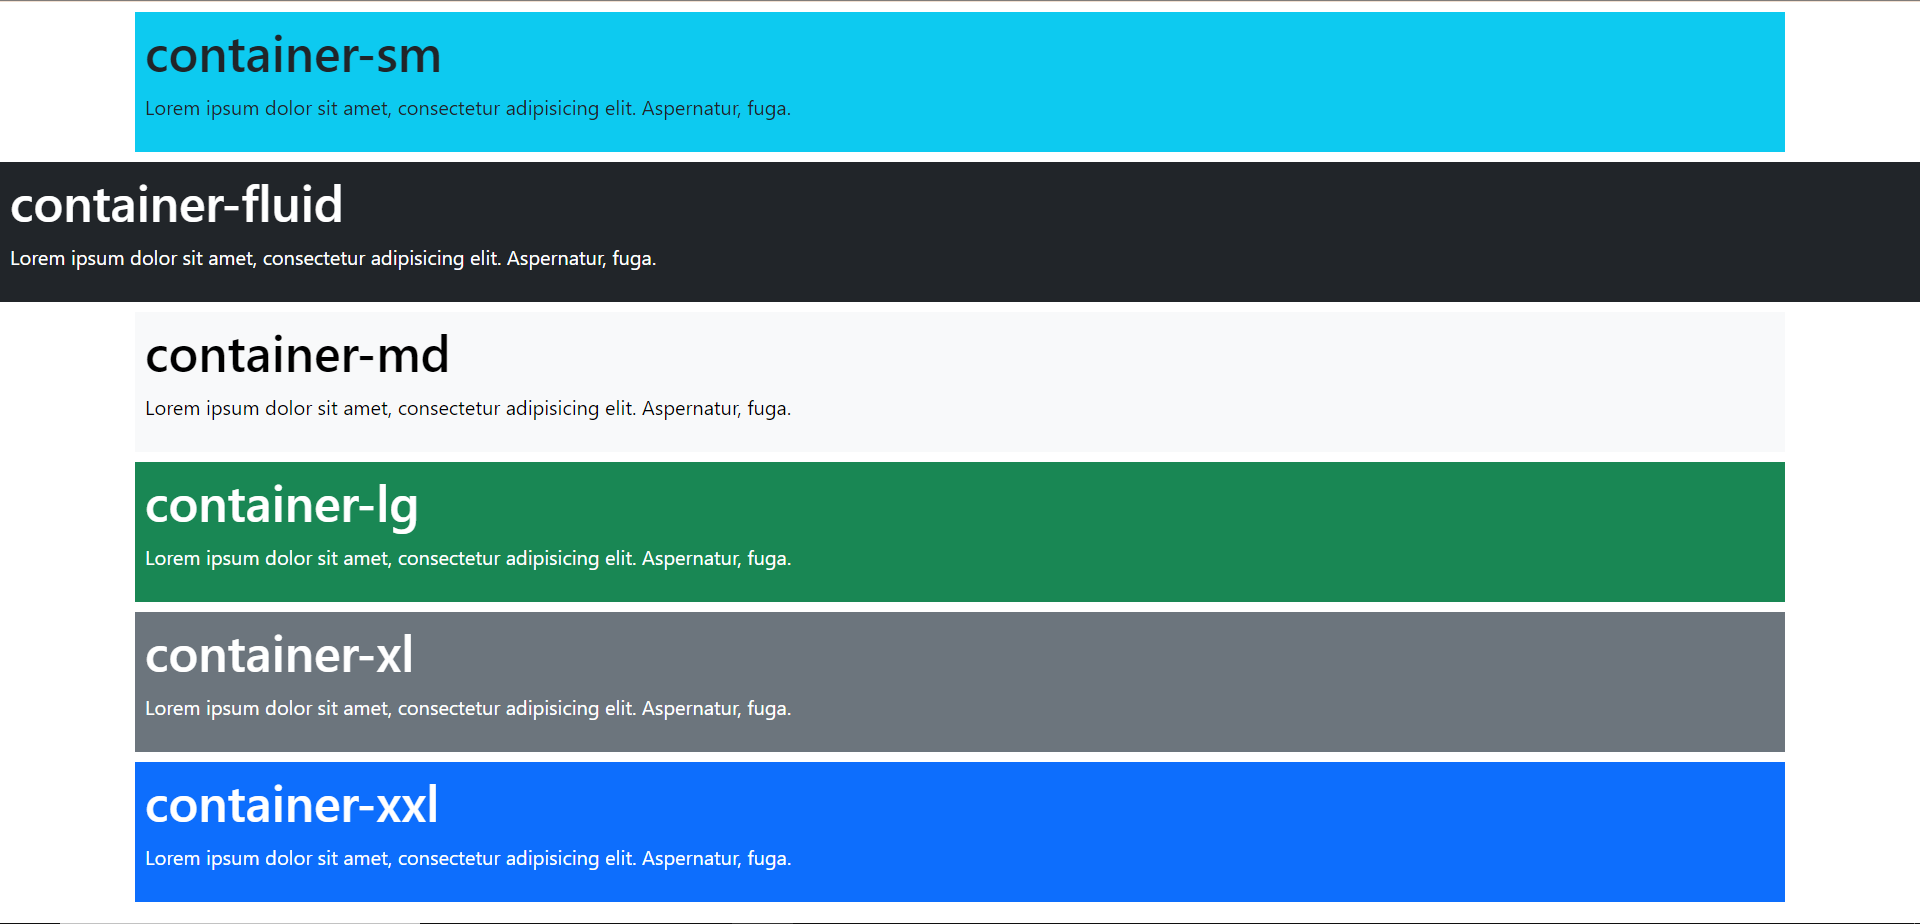 container-sm
Lorem ipsum dolor sit amet, consectetur adipisicing elit. Aspernatur, fuga.
container-fluid
Lorem ipsum dolor sit amet, consectetur adipisicing elit. Aspernatur, fuga.
container-md
Lorem ipsum dolor sit amet, consectetur adipisicing elit. Aspernatur, fuga.
container-lg
Lorem ipsum dolor sit amet, consectetur adipisicing elit. Aspernatur, fuga.
container-xl
Lorem ipsum dolor sit amet, consectetur adipisicing elit. Aspernatur, fuga.
container-xxl
Lorem ipsum dolor sit amet, consectetur adipisicing elit. Aspernatur, fuga.